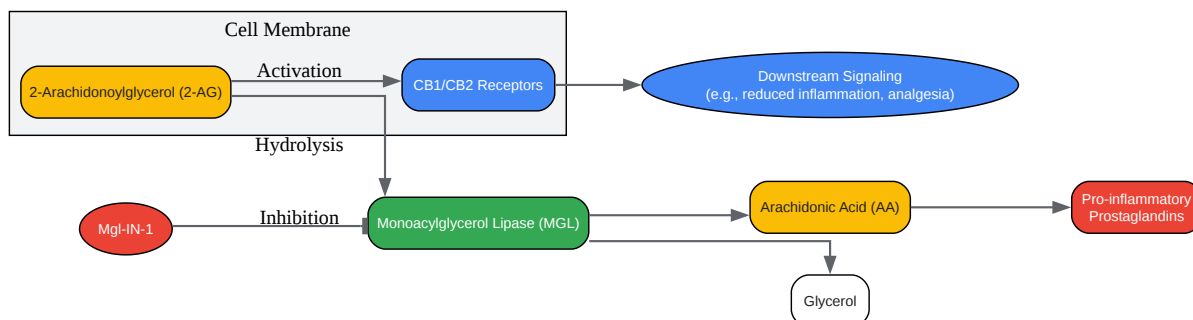 Cell Membrane
2-Arachidonoylglycerol (2-AG)
Activation
CB1/CB2 Receptors
Downstream Signaling
(e.g., reduced inflammation, analgesia)
Hydrolysis
Mgl-IN-1
Inhibition
Monoacylglycerol Lipase (MGL)
Arachidonic Acid (AA)
Pro-inflammatory
Prostaglandins
Glycerol